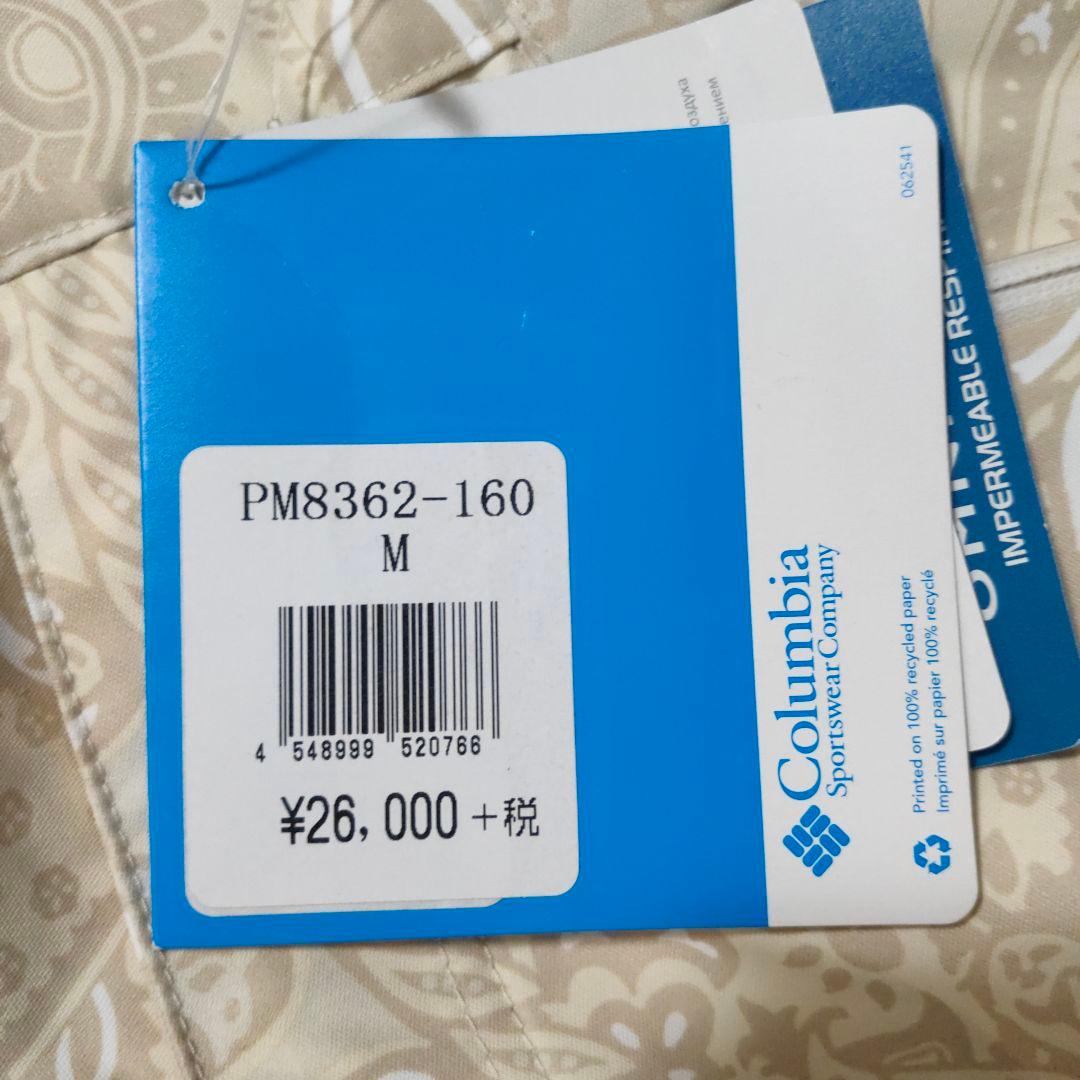 PM8362-160
M
4 548999 520766
¥26,000 +税
Columbia
Sportswear Company
Printed on 100% recycled paper
Imprimé sur papier 100% recyclé
062541
IMPERMEABLE